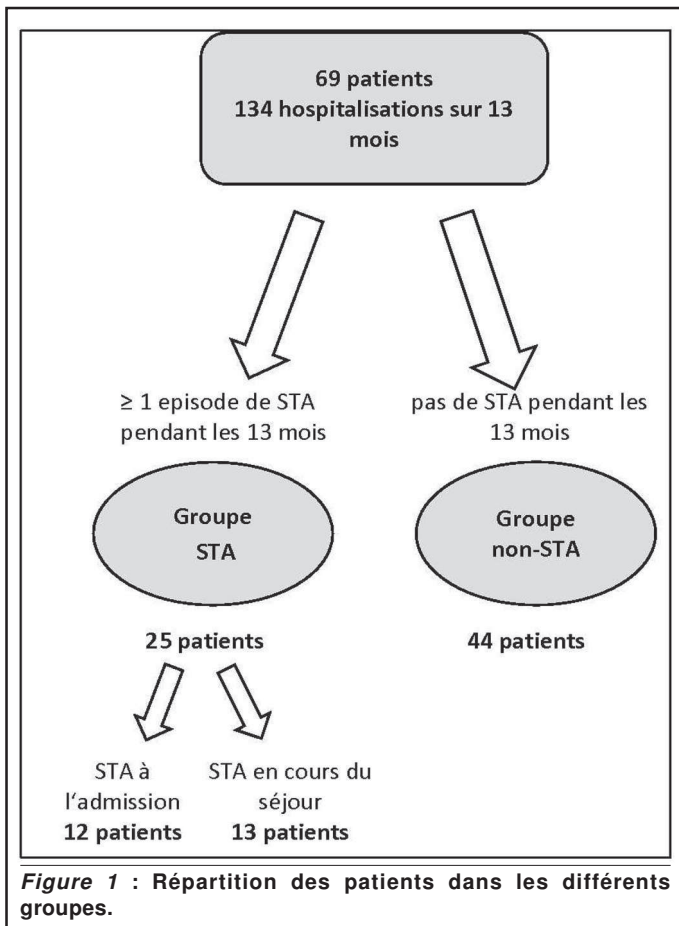 69 patients
134 hospitalisations sur 13
mois
≥ 1 episode de STA
pendant les 13 mois
pas de STA pendant les
13 mois
Groupe
STA
Groupe
non-STA
25 patients
44 patients
STA à
l'admission
12 patients
STA en cours du
séjour
13 patients
Figure 1 : Répartition des patients dans les différents
groupes.